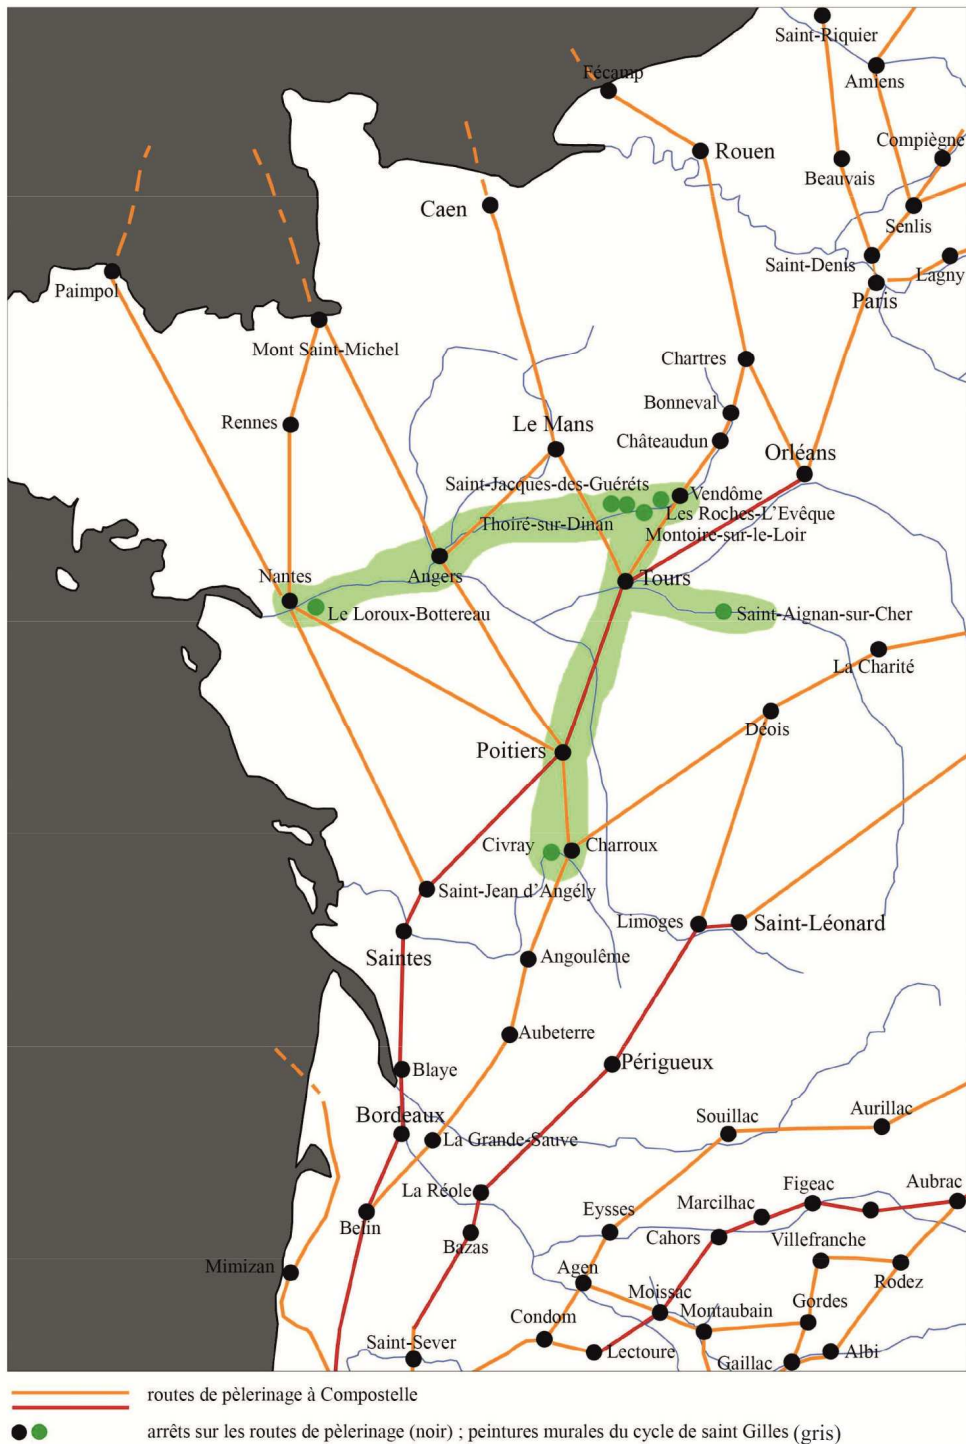 Saint-Riquier
Fécamp
Amiens
Compiègne
Rouen
Beauvais
Caen
Senlis
Saint-Denis
Lagny
Paimpol
Paris
Mont Saint-Michel
Chartres
Bonneval
Rennes
Le Mans
Châteaudun
Orléans
Saint-Jacques-des-Guéréts
Vendôme
Les Roches-L'Evêque
Thoiré-sur-Dinan
Montoire-sur-le-Loir
Nantes
Angers
Tours
Le Loroux-Bottereau
Saint-Aignan-sur-Cher
La Charité
Déois
Poitiers
Civray
Charroux
Saint-Jean d'Angély
Limoges
Saint-Léonard
Saintes
Angoulême
Aubeterre
Blaye
Périgueux
Bordeaux
Souillac
Aurillac
La Grande-Sauve
La Réole
Figeac
Aubrac
Marcilhac
Eysses
Belin
Cahors
Villefranche
Bazas
Mimizan
Agen
Rodez
Moissac
Montaubain
Gordes
Condom
Saint-Sever
Lectoure
Gaillac
Albi
routes de pèlerinage à Compostelle
arrêts sur les routes de pèlerinage (noir) ; peintures murales du cycle de saint Gilles (gris)